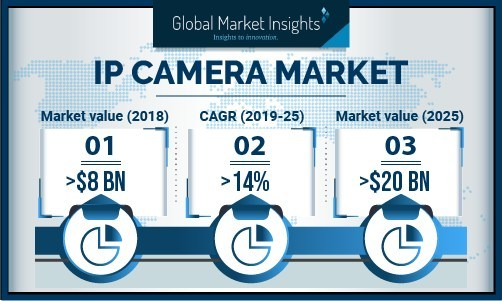 Global Market Insights
Insights to innovation.
IP CAMERA MARKET
Market value (2018)
01
>$8 BN
CAGR (2019-25)
02
>14%
Market value (2025)
03
>$20 BN